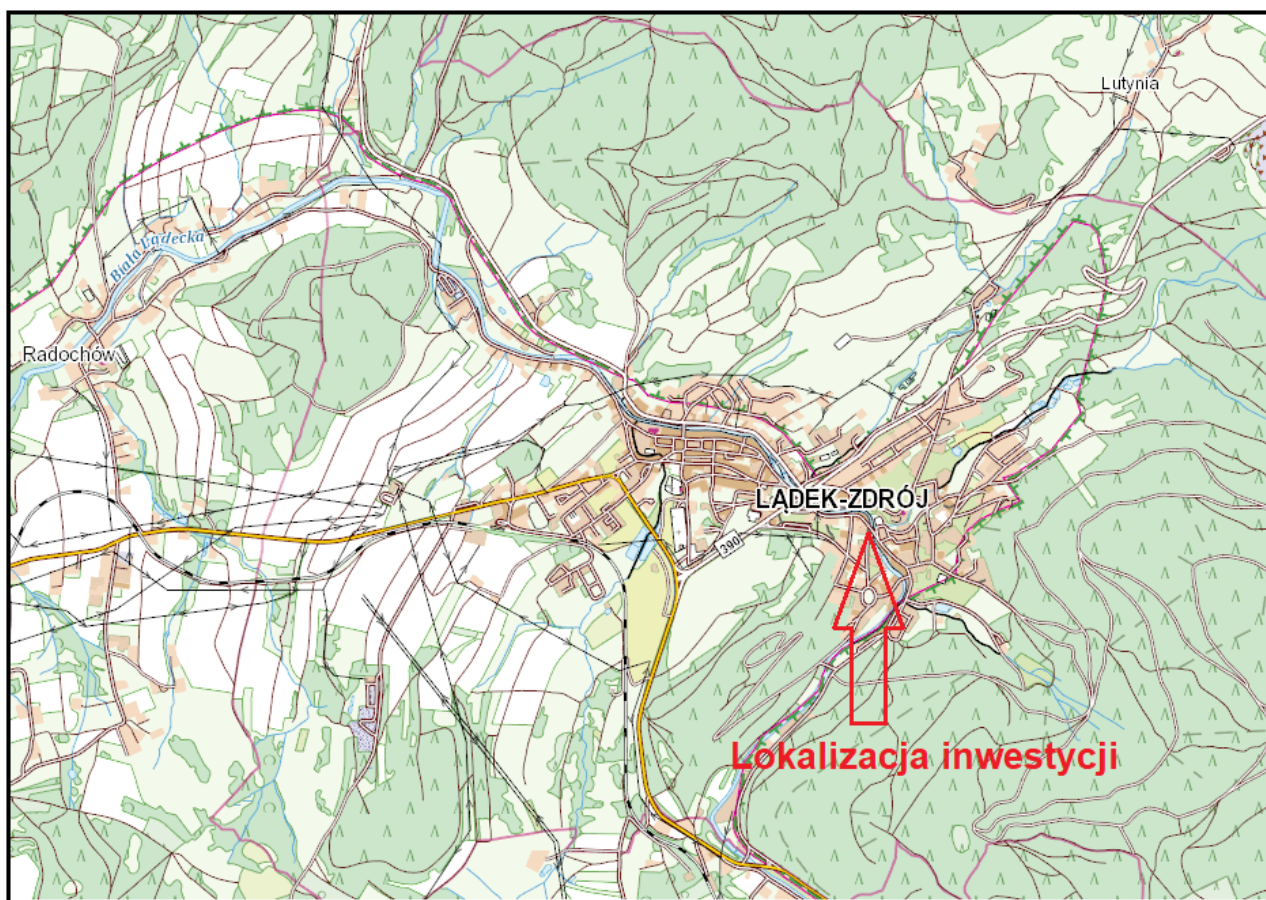 Lutynia
Biała Lądecka
Radochów
LĄDEK-ZDRÓJ
390
Lokalizacja inwestycji